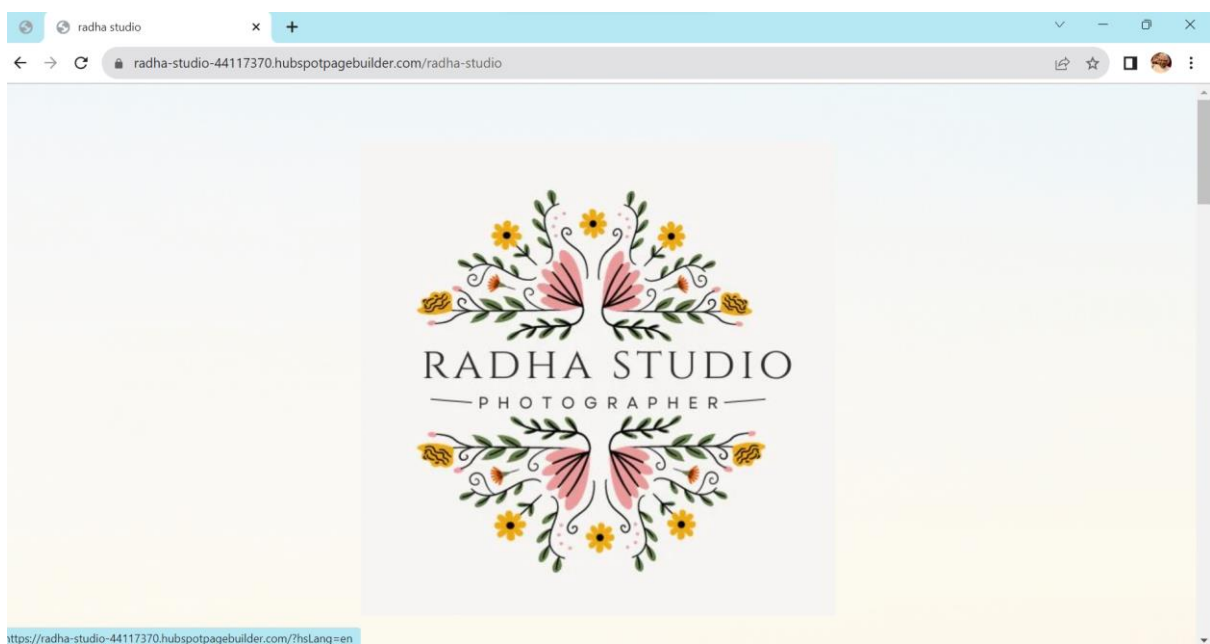 radha studio
radha-studio-44117370.hubspotpagebuilder.com/radha-studio
RADHA STUDIO
PHOTOGRAPHER
https://radha-studio-44117370.hubspotpagebuilder.com/?hsLang=en